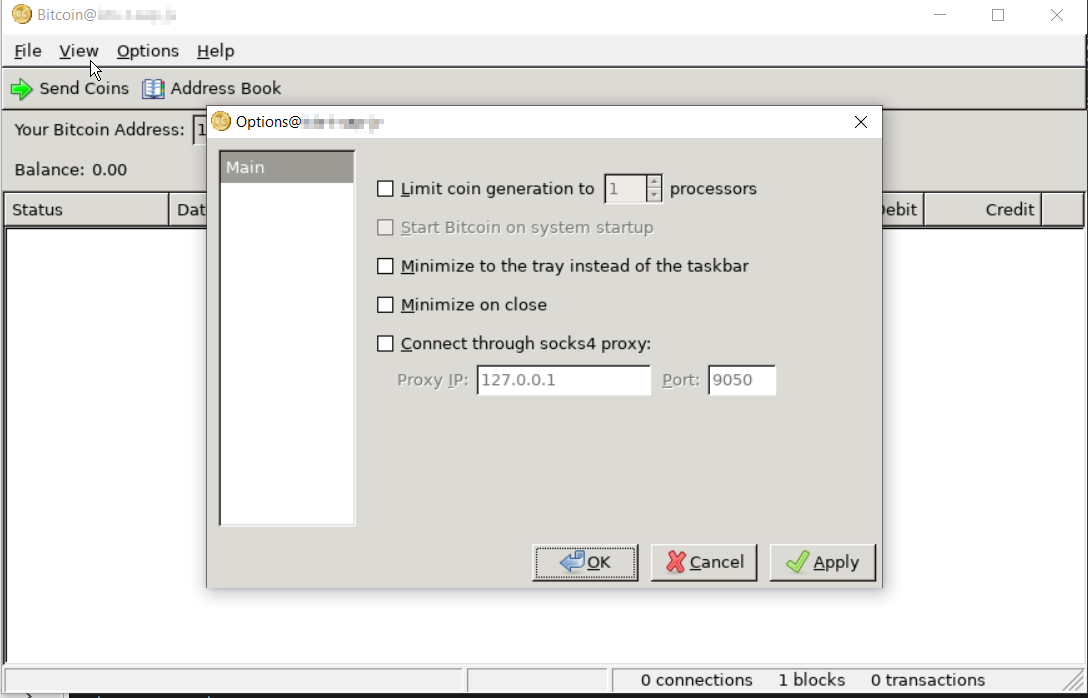 Bitcoin@
File View Options Help
Send Coins Address Book
Your Bitcoin Address: 1
Balance: 0.00
Status Dat ebit Credit
Options@
Main
Limit coin generation to 1 processors
Start Bitcoin on system startup
Minimize to the tray instead of the taskbar
Minimize on close
Connect through socks4 proxy:
Proxy IP: 127.0.0.1 Port: 9050
OK Cancel Apply
0 connections 1 blocks 0 transactions